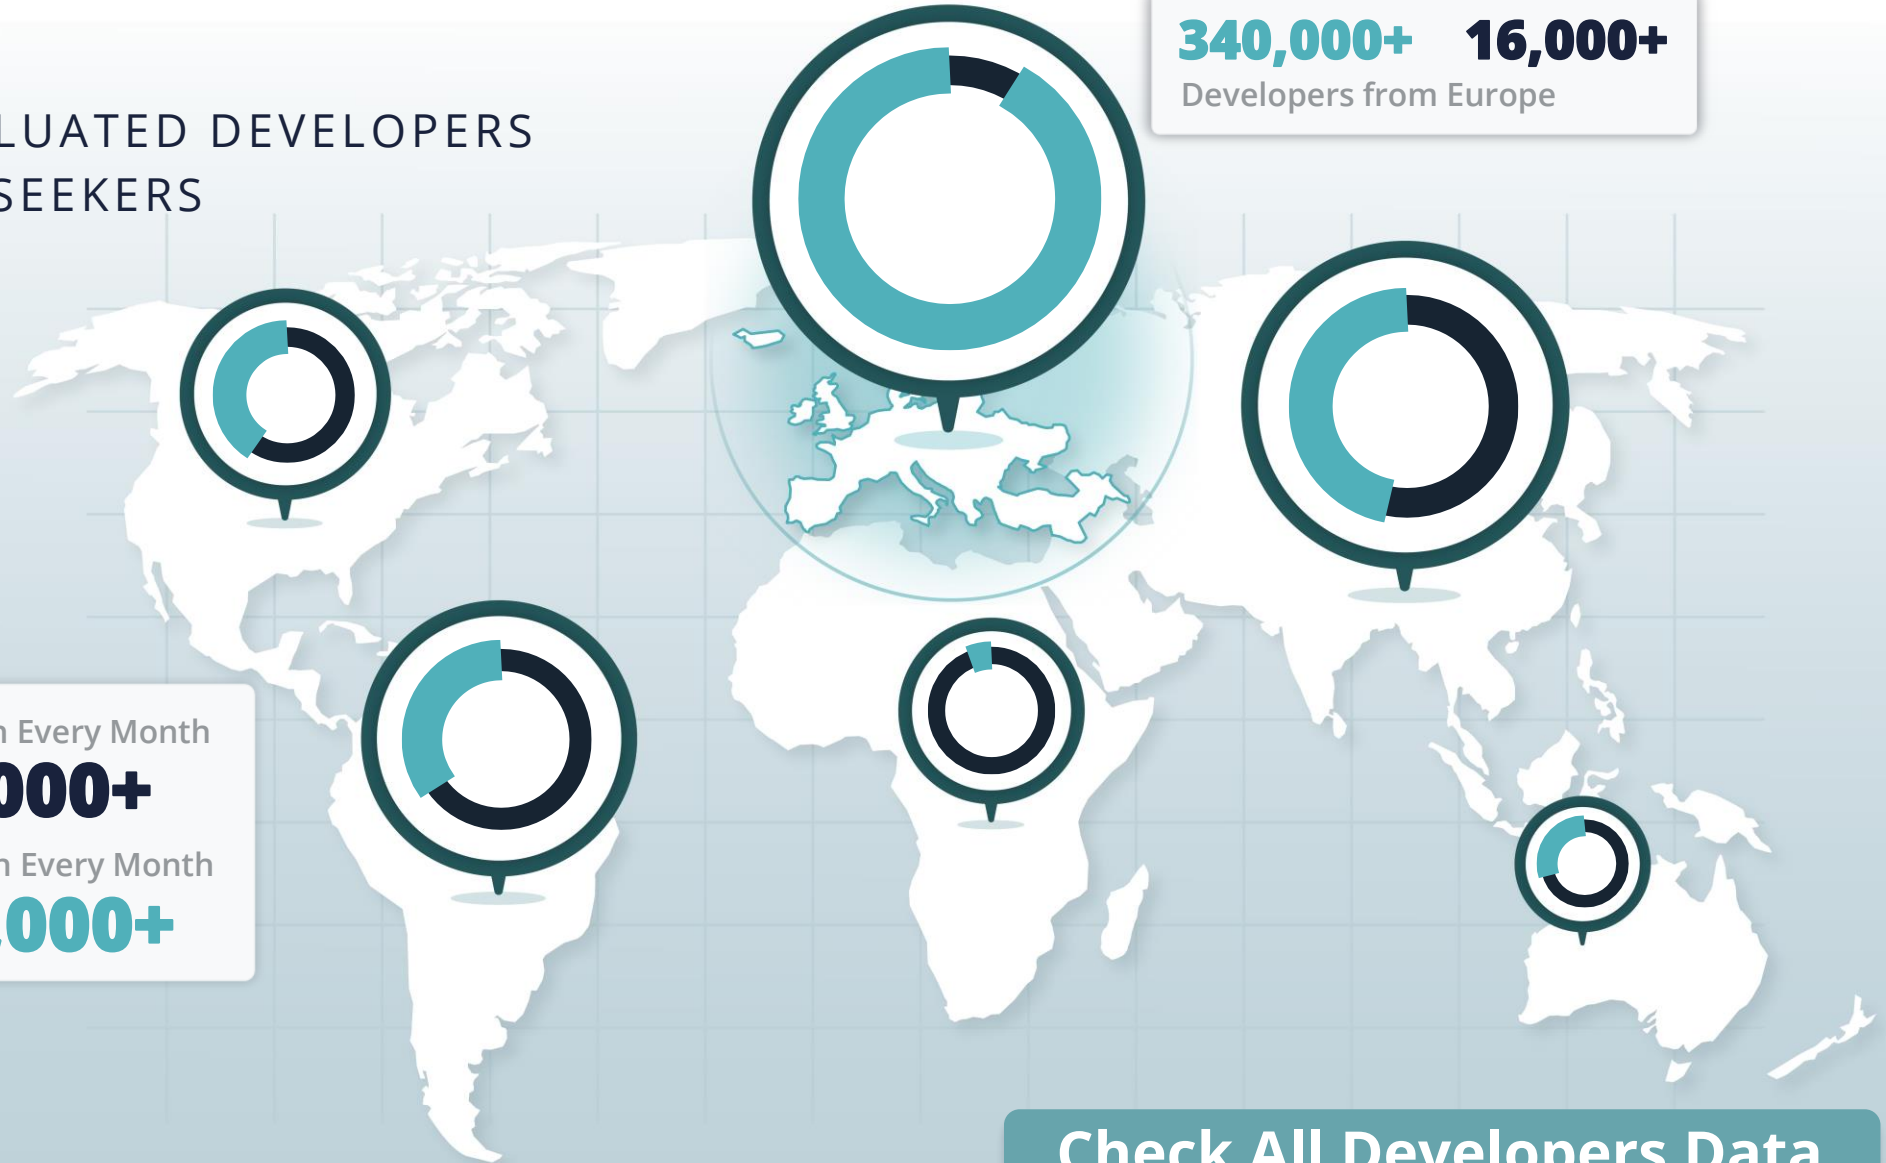 340,000+ 16,000+
Developers from Europe
DEVELOPERS
SEEKERS
Every Month
000+
Every Month
,000+
Check All Developers Data